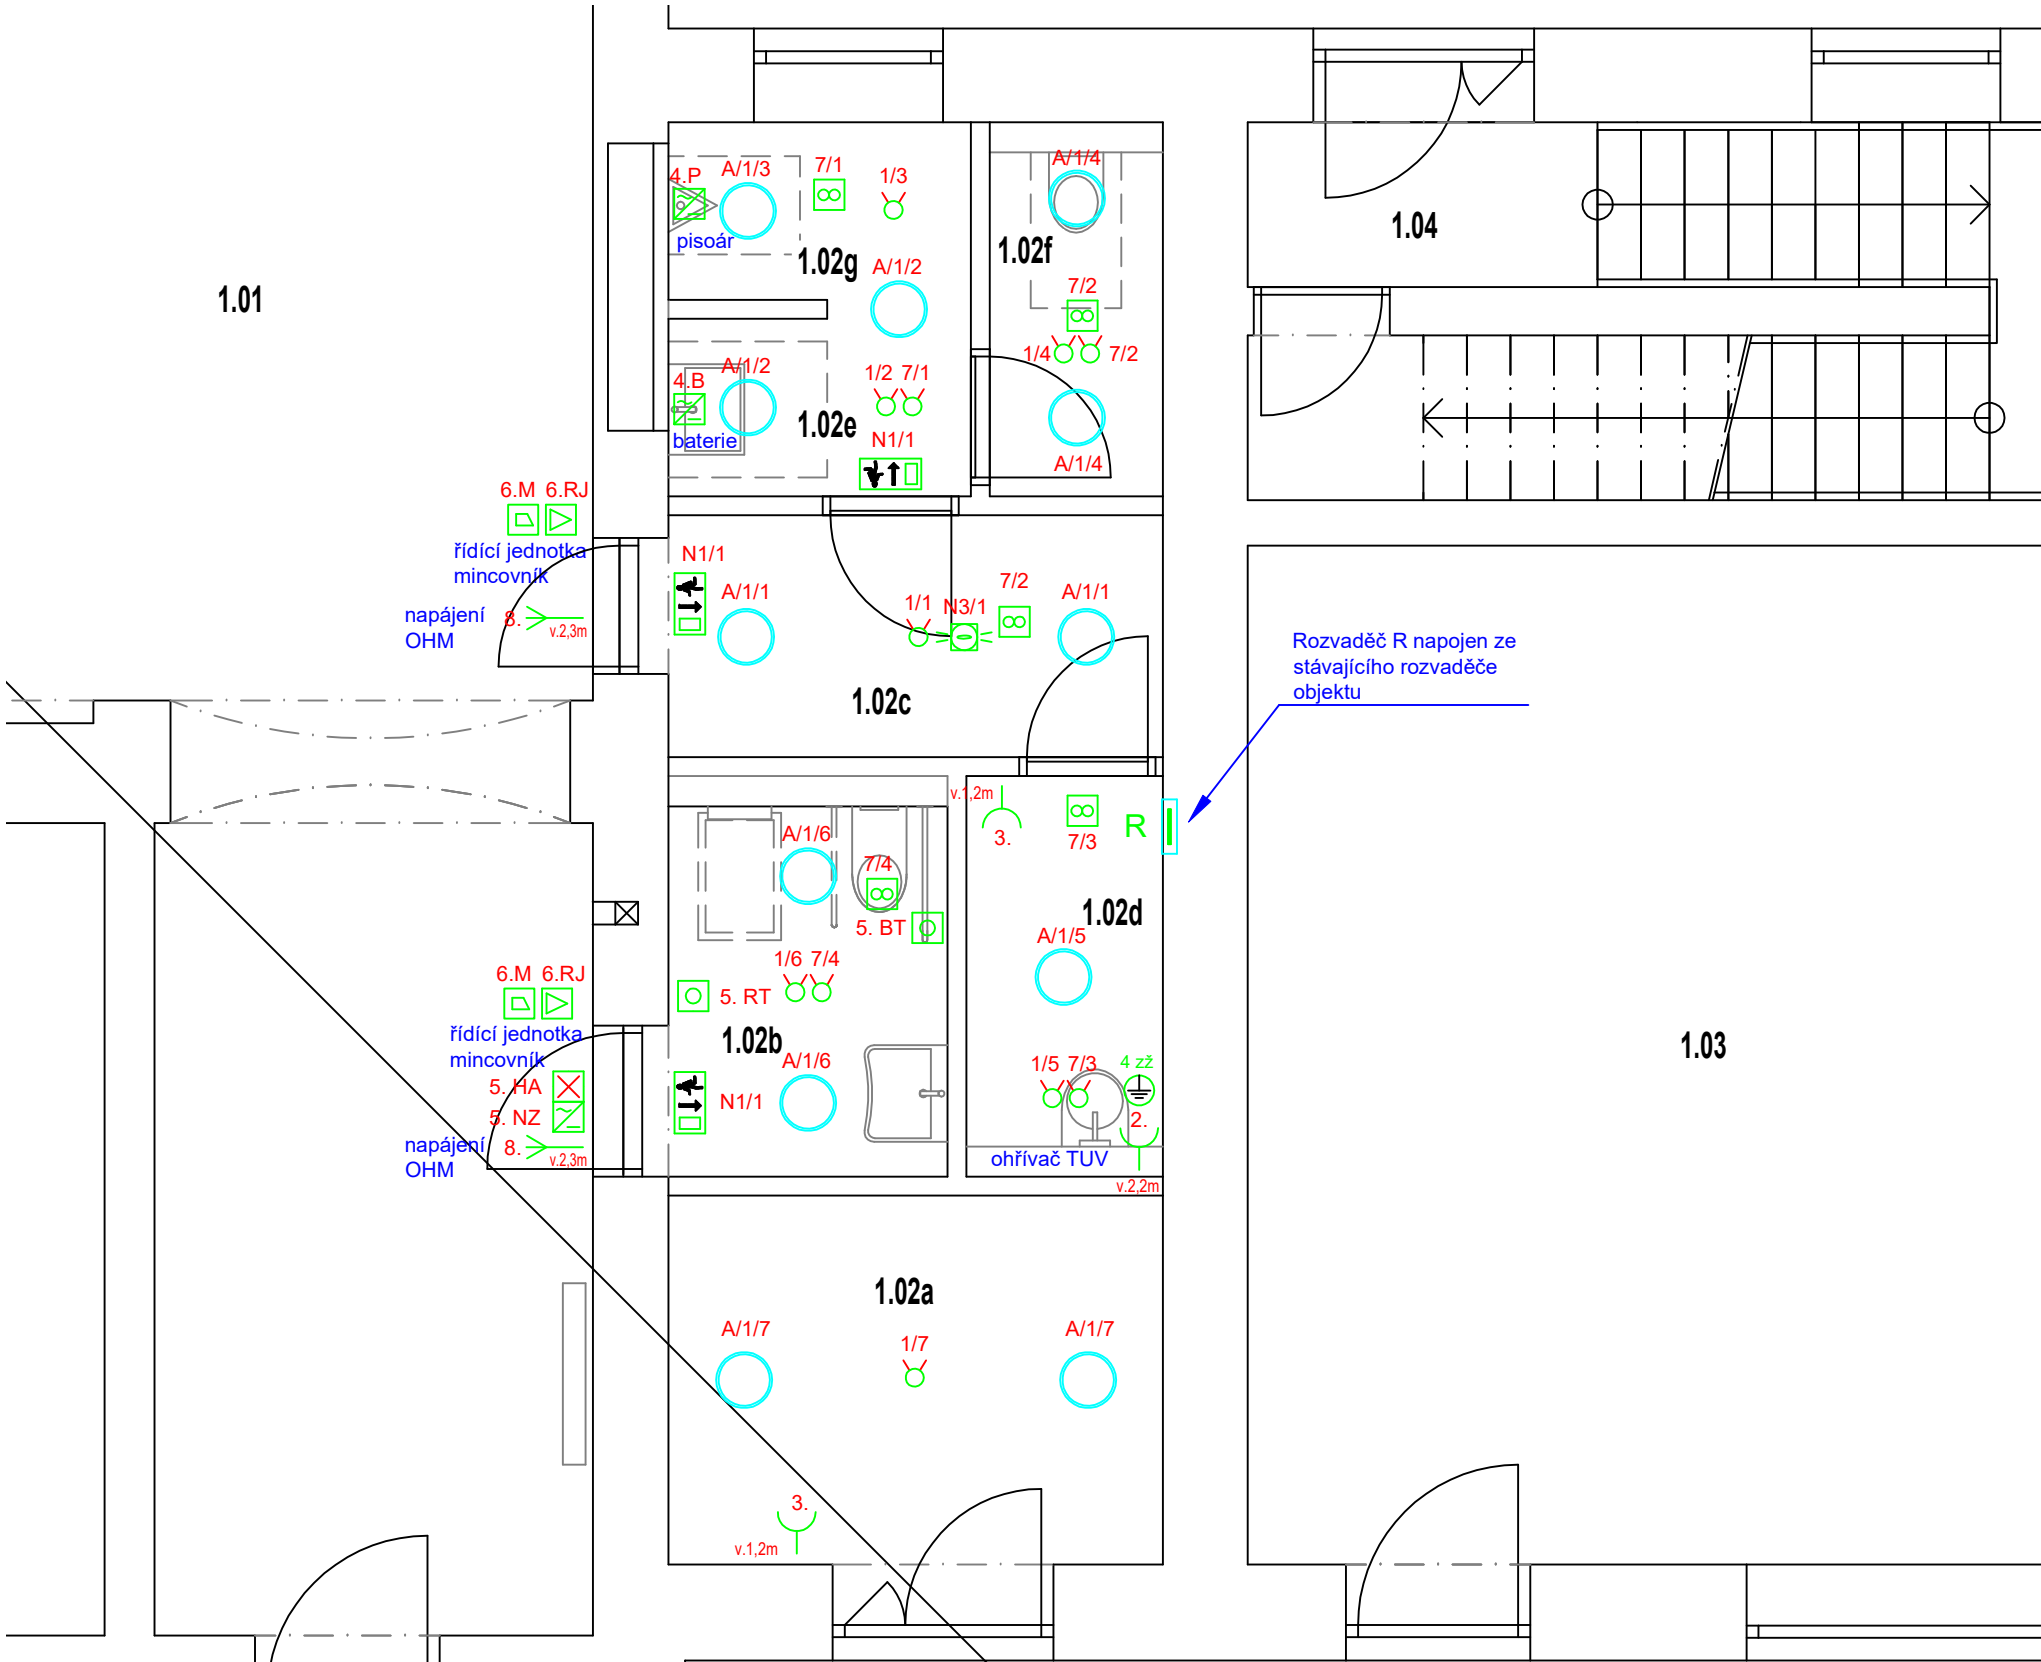 A/1/3
7/1
1/3
A/1/4
4.P
pisoár
1.02g
1.02f
1.04
A/1/2
7/2
1.01
1/4
7/2
A/1/2
4.B
1/2 7/1
baterie
1.02e
N1/1
A/1/4
6.M 6.RJ
řídící jednotka
mincovník
N1/1
napájení
OHM
8.
v.2,3m
A/1/1
1/1
N3/1
7/2
A/1/1
Rozvaděč R napojen ze
stávajícího rozvaděče
objektu
1.02c
v.1,2m
3.
7/3
R
A/1/6
7/4
5. BT
1.02d
A/1/5
1/6 7/4
6.M 6.RJ
5. RT
řídící jednotka
mincovník
1.02b
A/1/6
1/5 7/3
4 zž
1.03
5. HA
5. NZ
N1/1
2.
napájení
OHM
8.
v.2,3m
ohřívač TUV
v.2,2m
1.02a
A/1/7
1/7
A/1/7
3.
v.1,2m